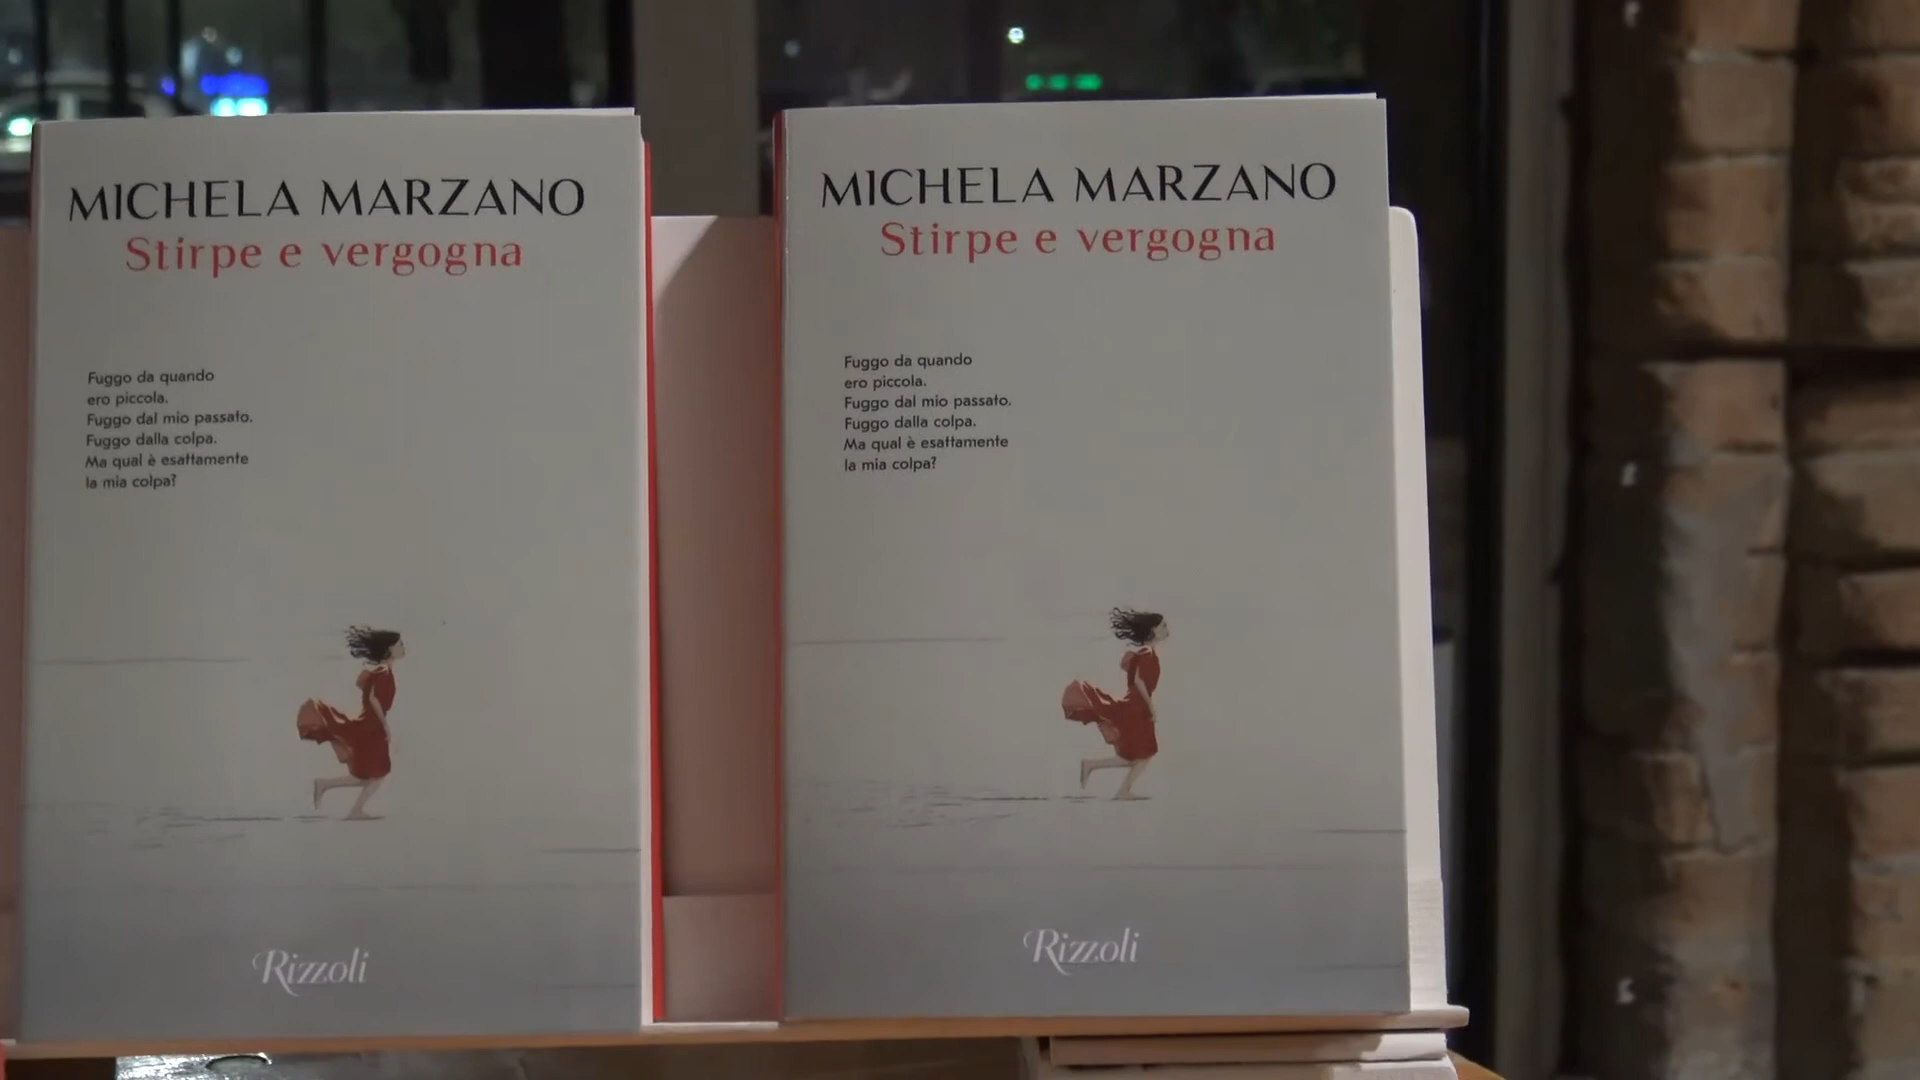 MICHELA MARZANO
Stirpe e vergogna
Fuggo da quando
ero piccola.
Fuggo dal mio passato.
Fuggo dalla colpa.
Ma qual è esattamente
la mia colpa?
Rizzoli
MICHELA MARZANO
Stirpe e vergogna
Fuggo da quando
ero piccola.
Fuggo dal mio passato.
Fuggo dalla colpa.
Ma qual è esattamente
la mia colpa?
Rizzoli